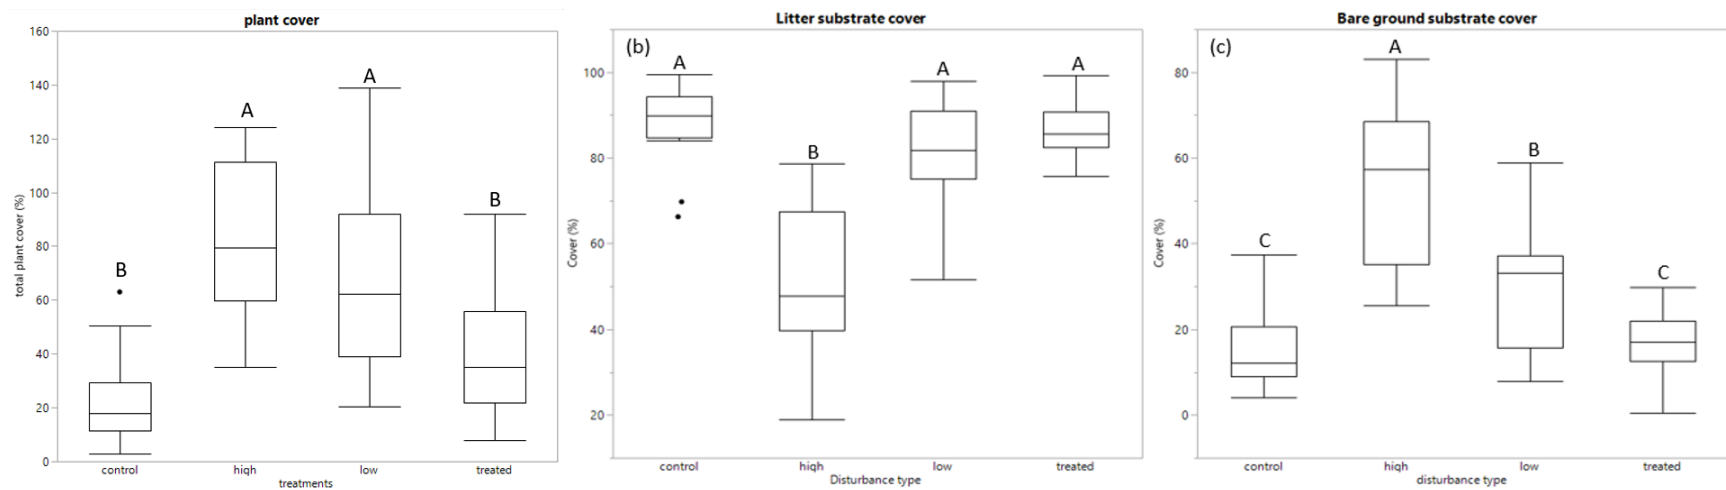 plant cover
160
140
120
100
80
60
40
20
0
total plant cover (%)
B
A
A
B
control
high
low
treated
treatments
Litter substrate cover
(b)
100
80
60
40
20
Cover (%)
A
B
A
A
control
high
low
treated
Disturbance type
Bare ground substrate cover
(c)
80
60
40
20
0
Cover (%)
C
A
B
C
control
high
low
treated
disturbance type